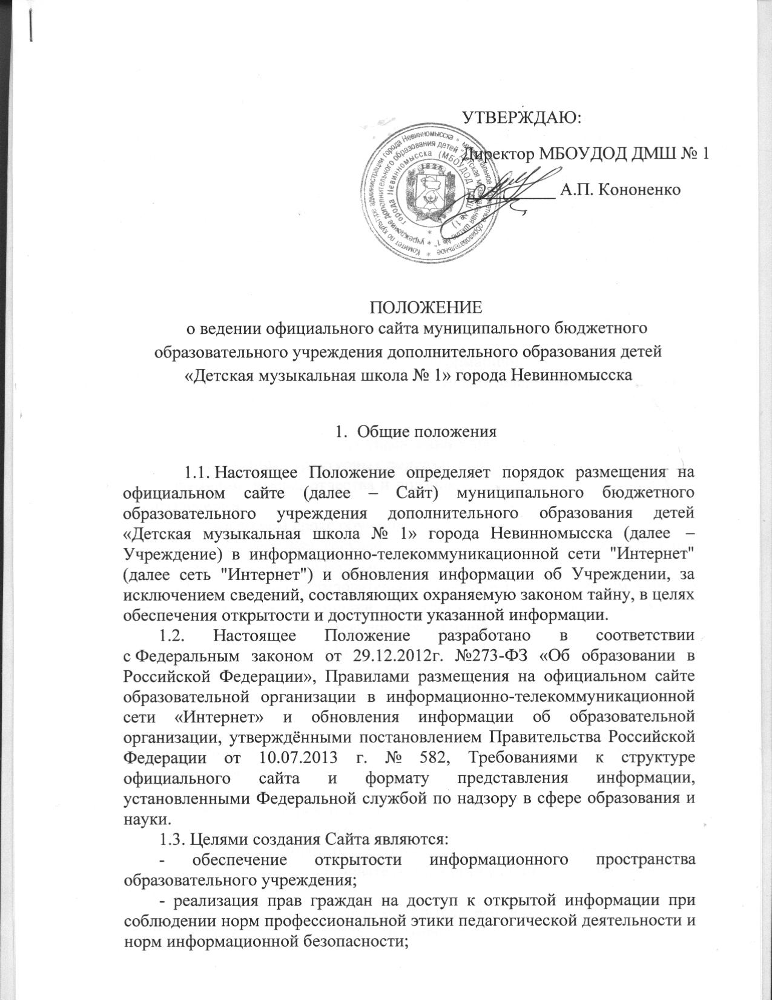 УТВЕРЖДАЮ:
Директор МБОУДОД ДМШ № 1
__________ А.П. Кононенко
Комитет по культуре администрации города Невинномысска * муниципальное бюджетное образовательное *
учреждение дополнительного образования детей "Детская музыкальная школа № 1" *
города Невинномысска (МБОУДОД ДМШ № 1) *
ПОЛОЖЕНИЕ
о ведении официального сайта муниципального бюджетного
образовательного учреждения дополнительного образования детей
«Детская музыкальная школа № 1» города Невинномысска
1. Общие положения
1.1. Настоящее Положение определяет порядок размещения на
официальном сайте (далее – Сайт) муниципального бюджетного
образовательного учреждения дополнительного образования детей
«Детская музыкальная школа № 1» города Невинномысска (далее –
Учреждение) в информационно-телекоммуникационной сети "Интернет"
(далее сеть "Интернет") и обновления информации об Учреждении, за
исключением сведений, составляющих охраняемую законом тайну, в целях
обеспечения открытости и доступности указанной информации.
1.2. Настоящее Положение разработано в соответствии
с Федеральным законом от 29.12.2012г. №273-ФЗ «Об образовании в
Российской Федерации», Правилами размещения на официальном сайте
образовательной организации в информационно-телекоммуникационной
сети «Интернет» и обновления информации об образовательной
организации, утверждёнными постановлением Правительства Российской
Федерации от 10.07.2013 г. № 582, Требованиями к структуре
официального сайта и формату представления информации,
установленными Федеральной службой по надзору в сфере образования и
науки.
1.3. Целями создания Сайта являются:
- обеспечение открытости информационного пространства
образовательного учреждения;
- реализация прав граждан на доступ к открытой информации при
соблюдении норм профессиональной этики педагогической деятельности и
норм информационной безопасности;